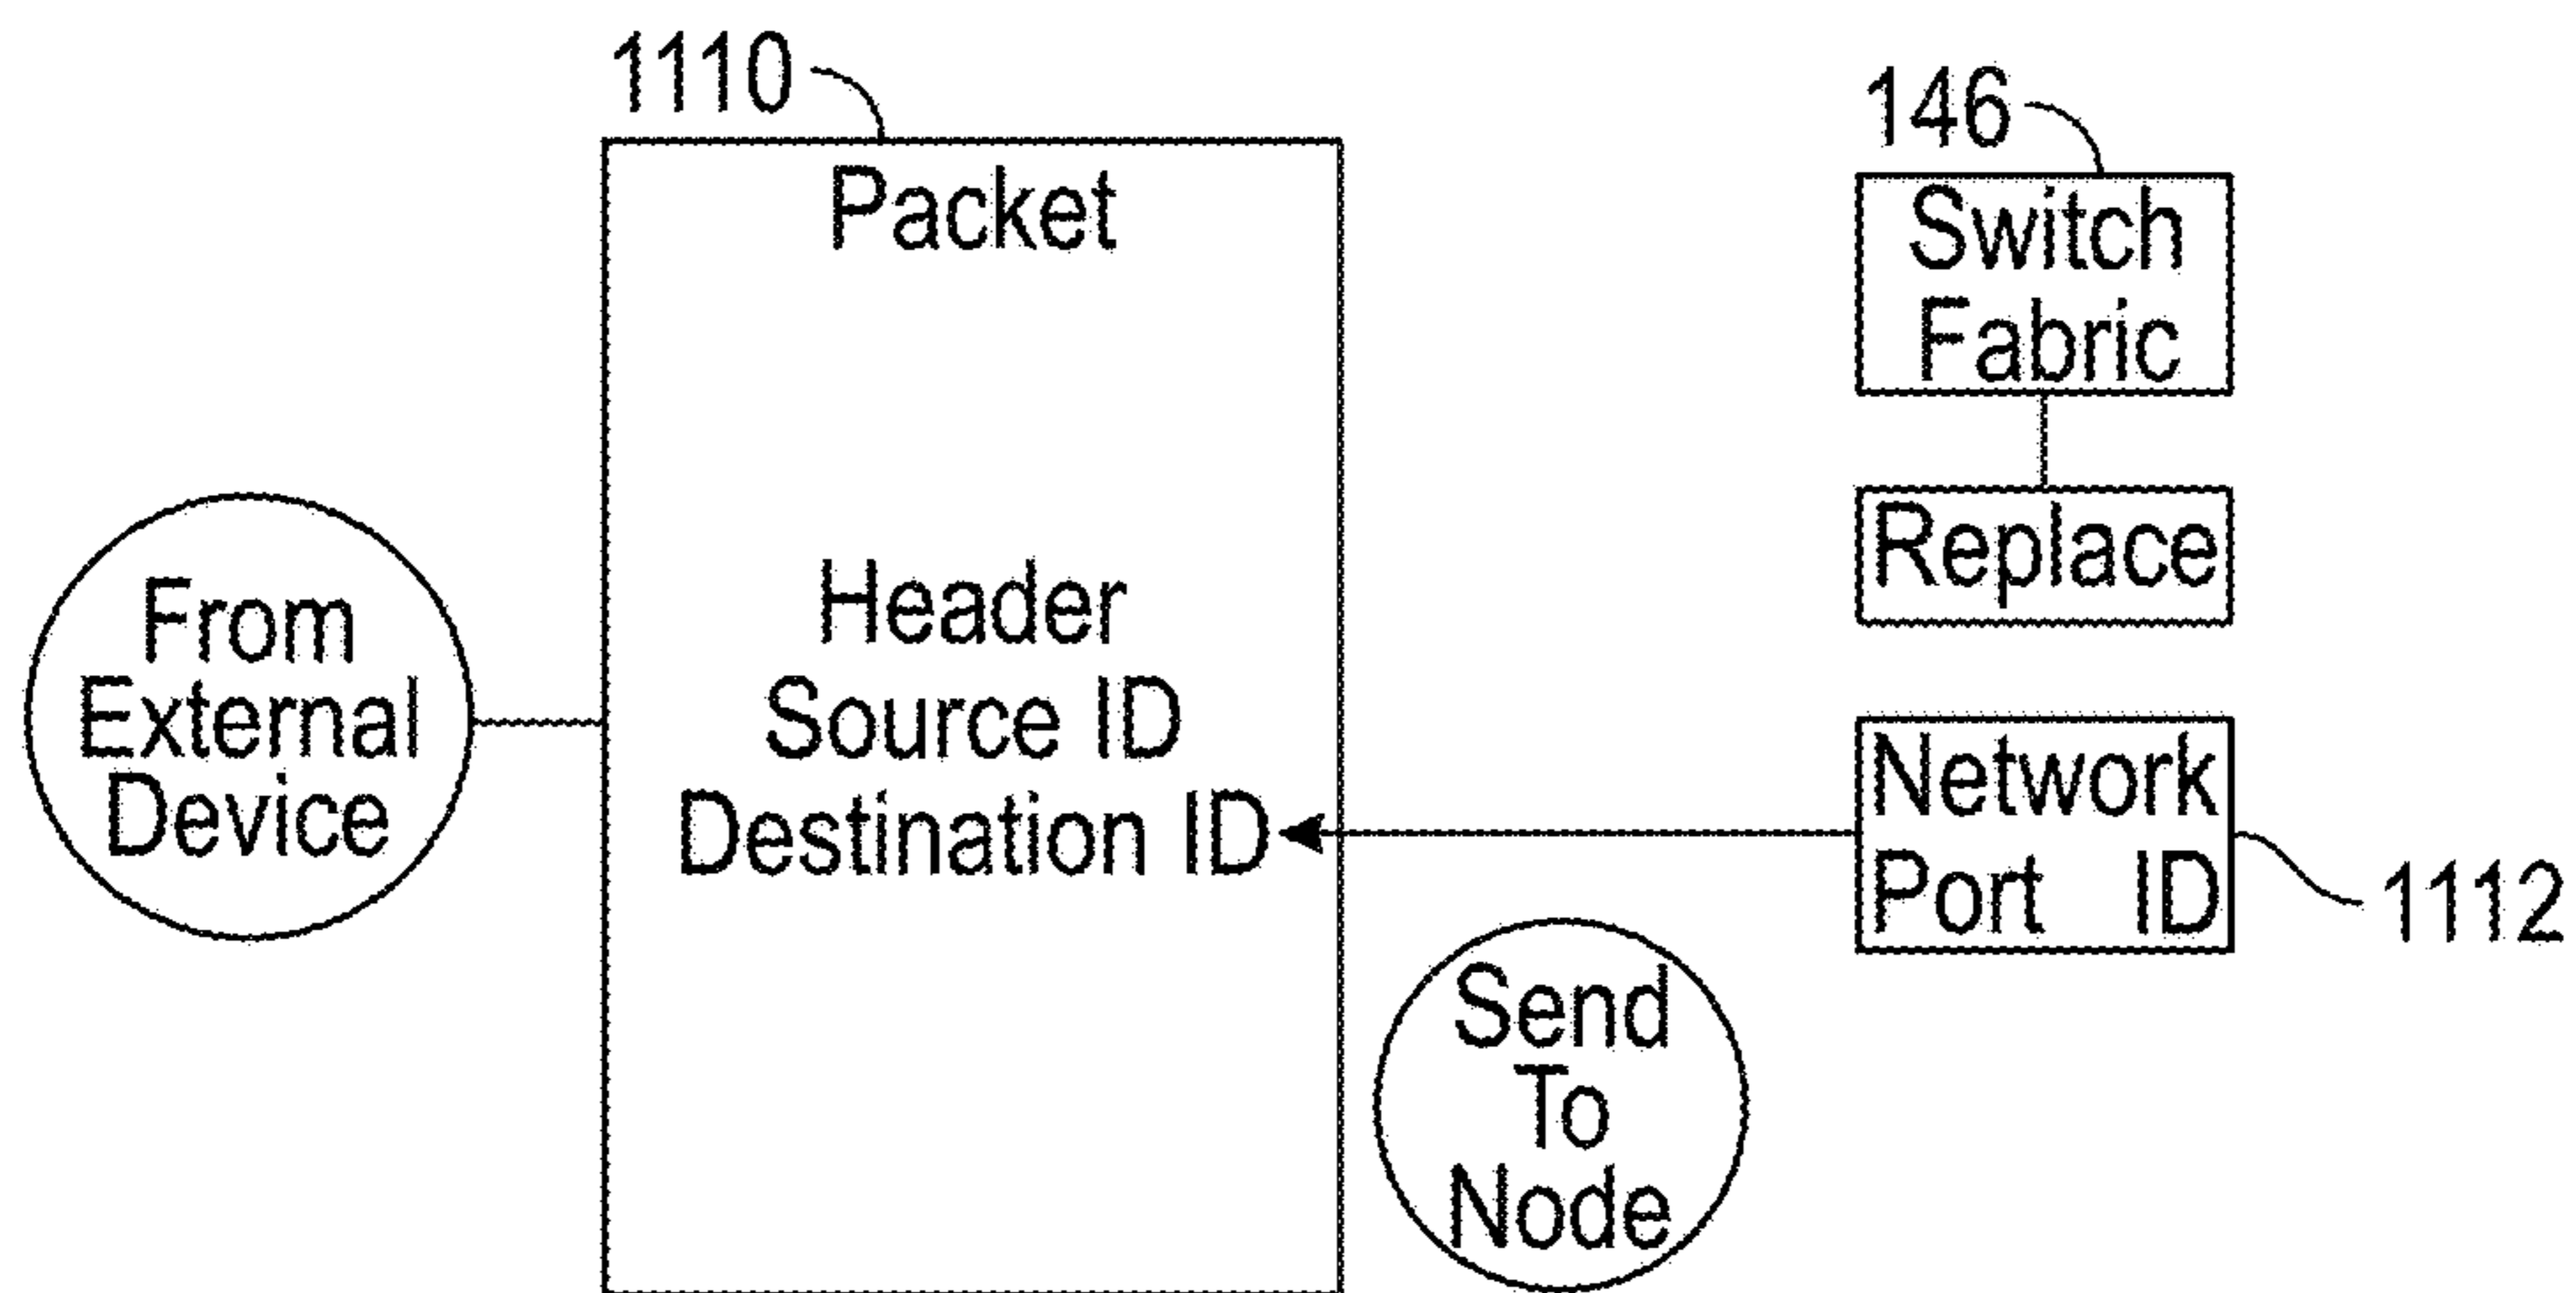 1110
Packet
Header
Source ID
Destination ID
From
External
Device
146
Switch
Fabric
Replace
Network
Port ID
1112
Send
To
Node